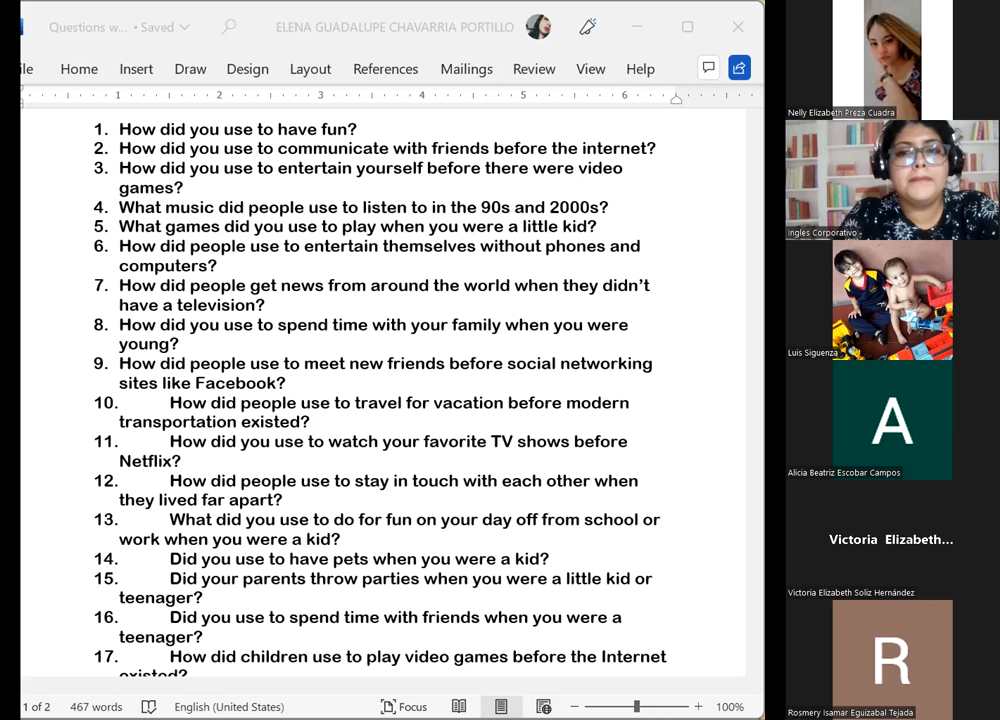 Questions w... • Saved
ELENA GUADALUPE CHAVARRIA PORTILLO
ile Home Insert Draw Design Layout References Mailings Review View Help
1 2 3 4 5 6
1. How did you use to have fun?
2. How did you use to communicate with friends before the internet?
3. How did you use to entertain yourself before there were video
games?
4. What music did people use to listen to in the 90s and 2000s?
5. What games did you use to play when you were a little kid?
6. How did people use to entertain themselves without phones and
computers?
7. How did people get news from around the world when they didn’t
have a television?
8. How did you use to spend time with your family when you were
young?
9. How did people use to meet new friends before social networking
sites like Facebook?
10. How did people use to travel for vacation before modern
transportation existed?
11. How did you use to watch your favorite TV shows before
Netflix?
12. How did people use to stay in touch with each other when
they lived far apart?
13. What did you use to do for fun on your day off from school or
work when you were a kid?
14. Did you use to have pets when you were a kid?
15. Did your parents throw parties when you were a little kid or
teenager?
16. Did you use to spend time with friends when you were a
teenager?
17. How did children use to play video games before the Internet
existed?
1 of 2 467 words English (United States) Focus 100%
Nelly Elizabeth Preza Cuadra
Ingles Corporativo
Luis Siguenza
A
Alicia Beatriz Escobar Campos
Victoria Elizabeth...
Victoria Elizabeth Soliz Hernández
R
Rosmery Isamar Eguizabal Tejada